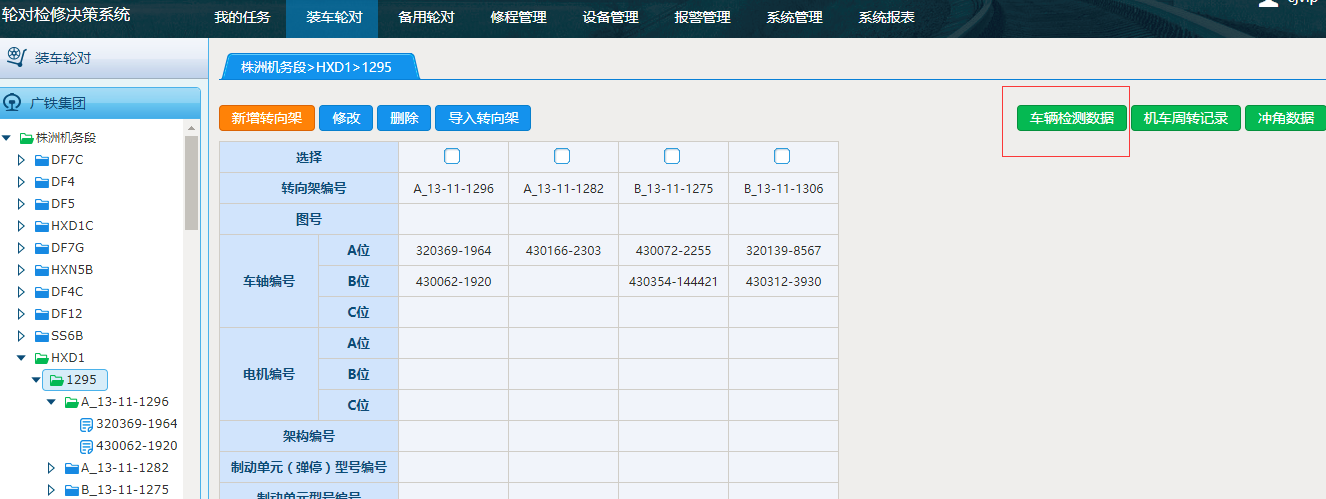 轮对检修决策系统
我的任务 装车轮对 备用轮对 修程管理 设备管理 报警管理 系统管理 系统报表
装车轮对
广铁集团
株洲机务段
DF7C
DF4
DF5
HXD1C
DF7G
HXN5B
DF4C
DF12
SS6B
HXD1
1295
A_13-11-1296
320369-1964
430062-1920
A_13-11-1282
B_13-11-1275
株洲机务段>HXD1>1295
新增转向架 修改 删除 导入转向架 车辆检测数据 机车周转记录 冲角数据
选择
转向架编号 A_13-11-1296 A_13-11-1282 B_13-11-1275 B_13-11-1306
图号
车轴编号 A位 320369-1964 430166-2303 430072-2255 320139-8567
B位 430062-1920 430354-144421 430312-3930
C位
电机编号 A位
B位
C位
架构编号
制动单元（弹停）型号编号
制动单元型号编号